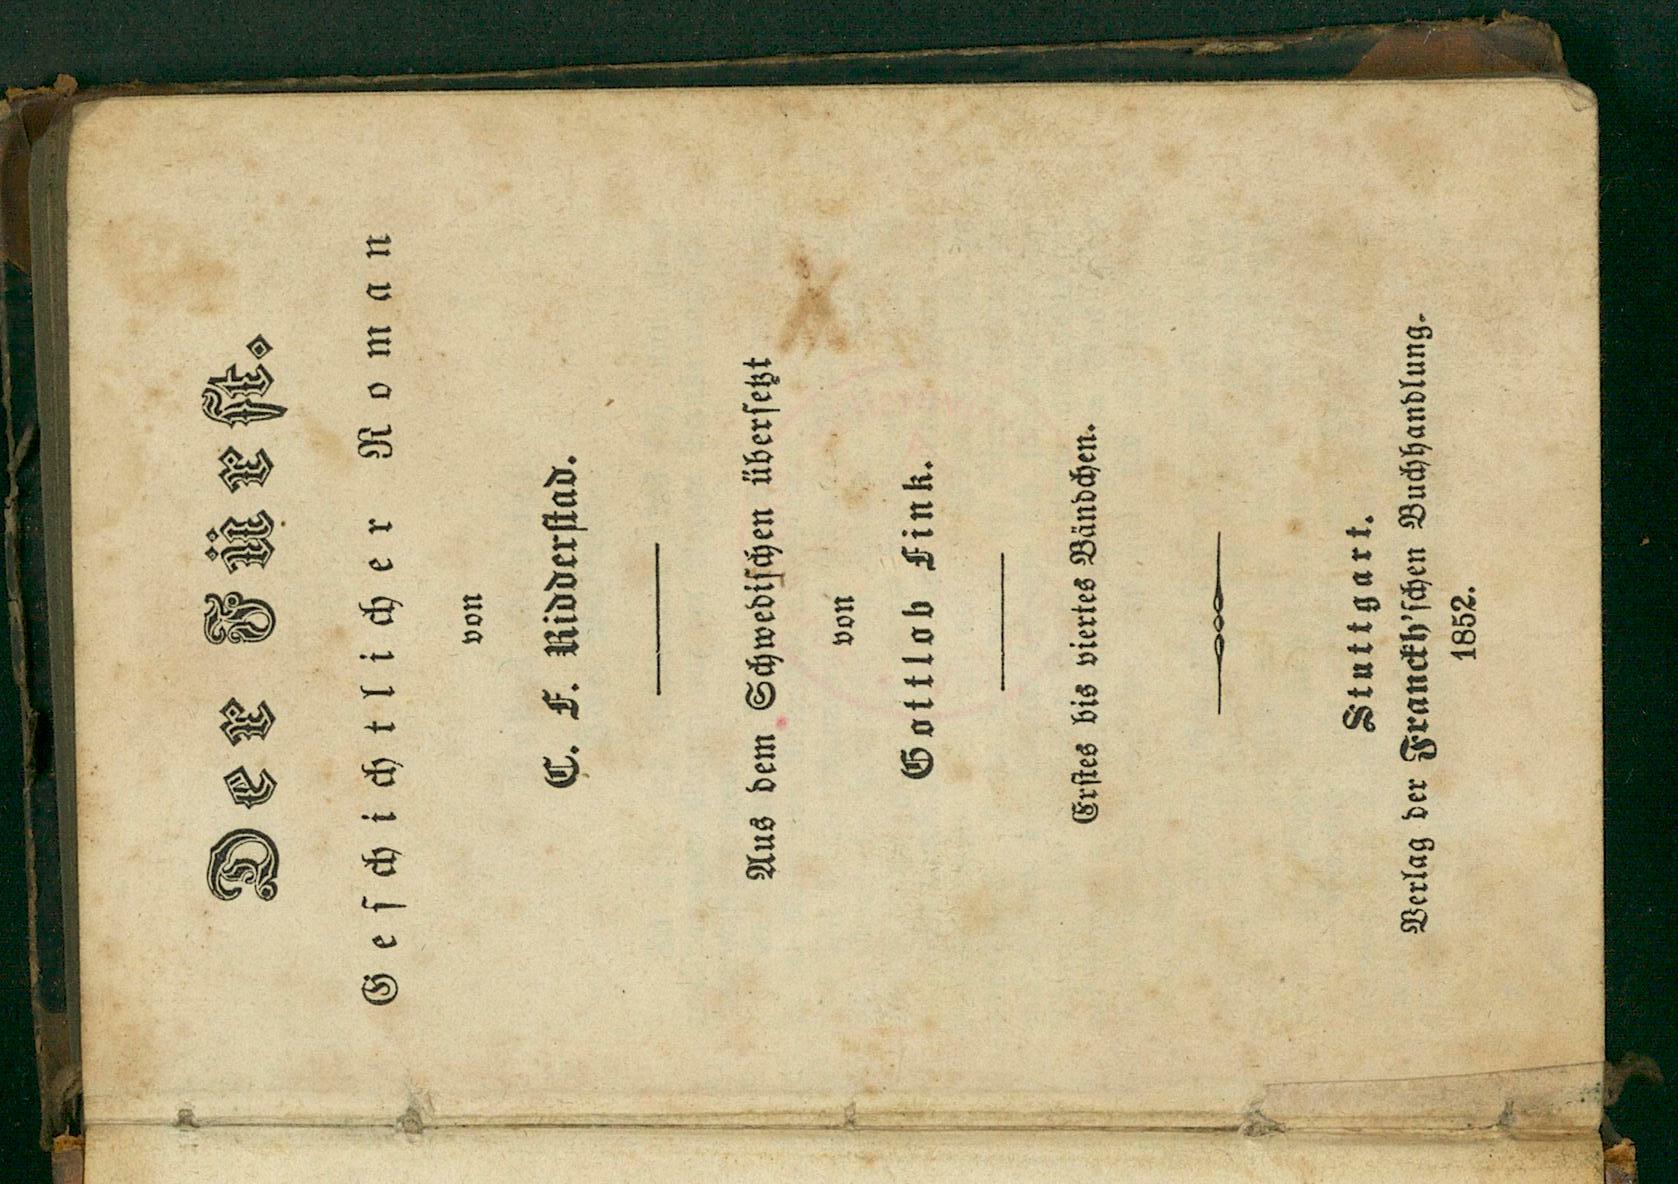 Der Fürst.
Geschichtlicher Roman
von
C. F. Ridderstad.
Aus dem Schwedischen übersetzt
von
Gottlob Fink.
Erstes bis viertes Bändchen.
Stuttgart.
Verlag der Franckh'schen Buchhandlung.
1852.